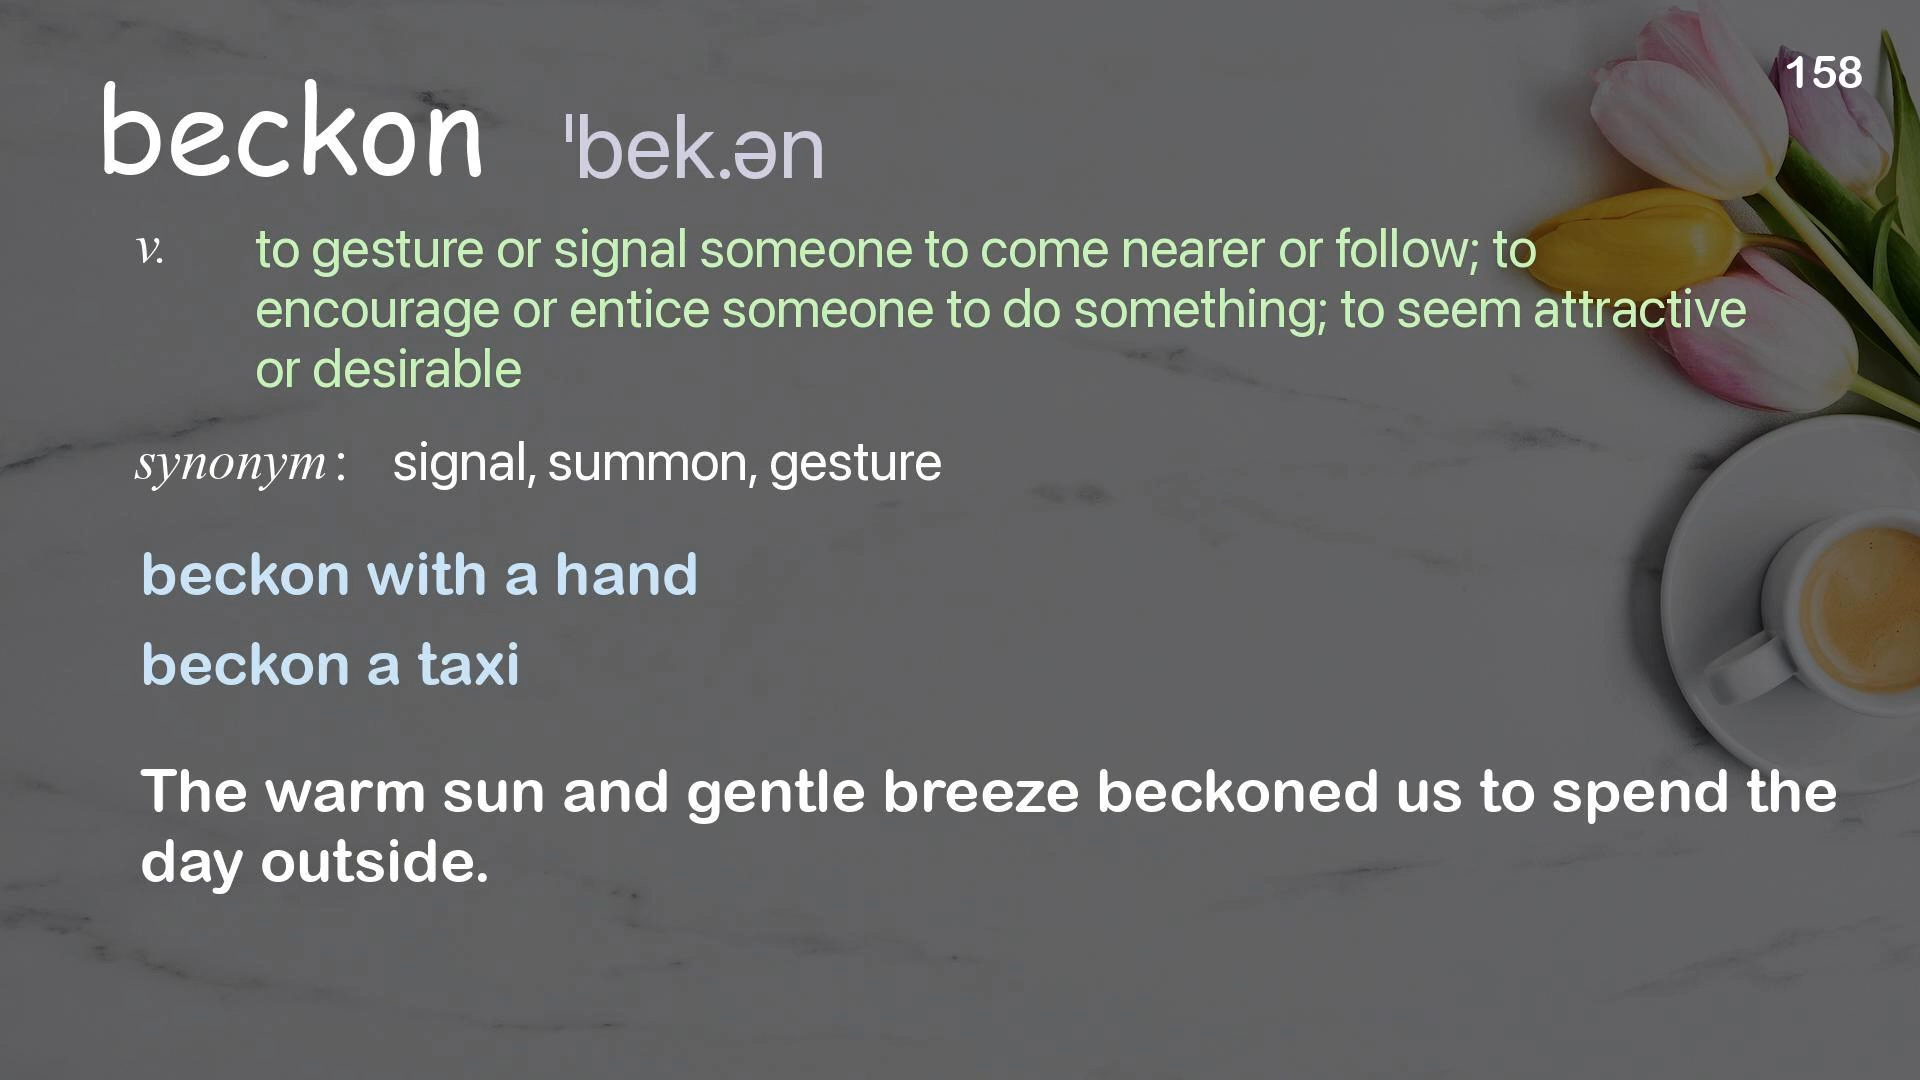 158
beckon ˈbek.ən
v. to gesture or signal someone to come nearer or follow; to
encourage or entice someone to do something; to seem attractive
or desirable
synonym: signal, summon, gesture
beckon with a hand
beckon a taxi
The warm sun and gentle breeze beckoned us to spend the
day outside.